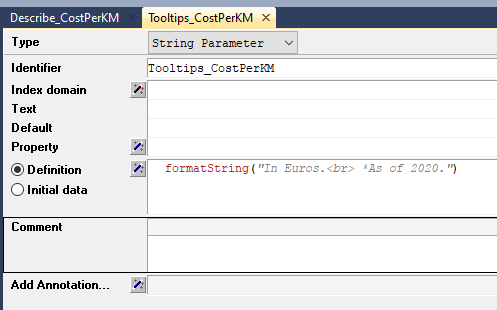 Describe_CostPerKM × Tooltips_CostPerKM ×
Type String Parameter
Identifier Tooltips_CostPerKM
Index domain
Text
Default
Property
Definition formatString("In Euros.<br> *As of 2020.")
Initial data
Comment
Add Annotation...